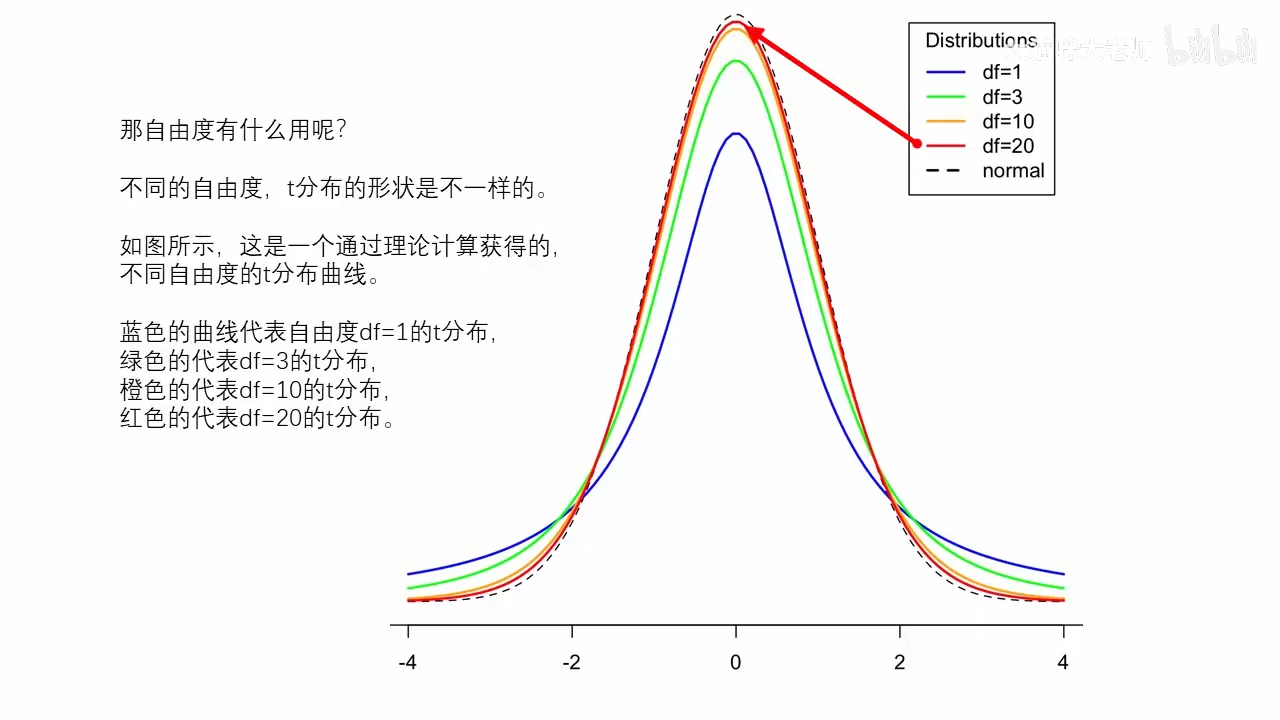 那自由度有什么用呢？
不同的自由度，t分布的形状是不一样的。
如图所示，这是一个通过理论计算获得的，
不同自由度的t分布曲线。
蓝色的曲线代表自由度df=1的t分布，
绿色的代表df=3的t分布，
橙色的代表df=10的t分布，
红色的代表df=20的t分布。
Distributions
大老师 bilibili
df=1
df=3
df=10
df=20
normal
-4 -2 0 2 4